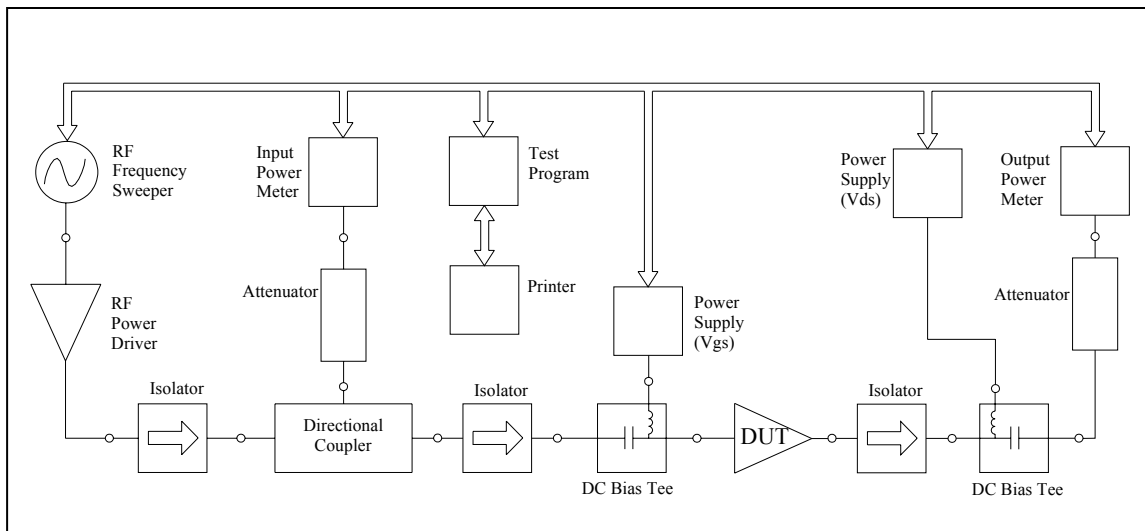 RF
Frequency
Sweeper
Input
Power
Meter
Test
Program
Power
Supply
(Vds)
Output
Power
Meter
Attenuator
Printer
Attenuator
RF
Power
Driver
Power
Supply
(Vgs)
Isolator
Isolator
Isolator
Directional
Coupler
DUT
DC Bias Tee
DC Bias Tee